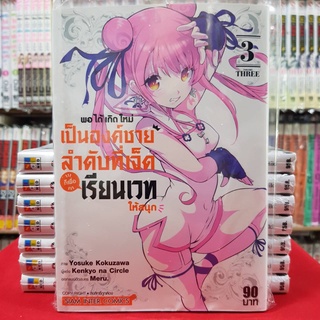 3
THREE
พอได้เกิดใหม่
เป็นองค์ชาย
ลำดับที่เจ็ด
เรียนเวท
ให้สนุก
Yosuke Kokuzawa
Kenkyo na Circle
Meru.
SIAM INTER COMICS
90
บาท